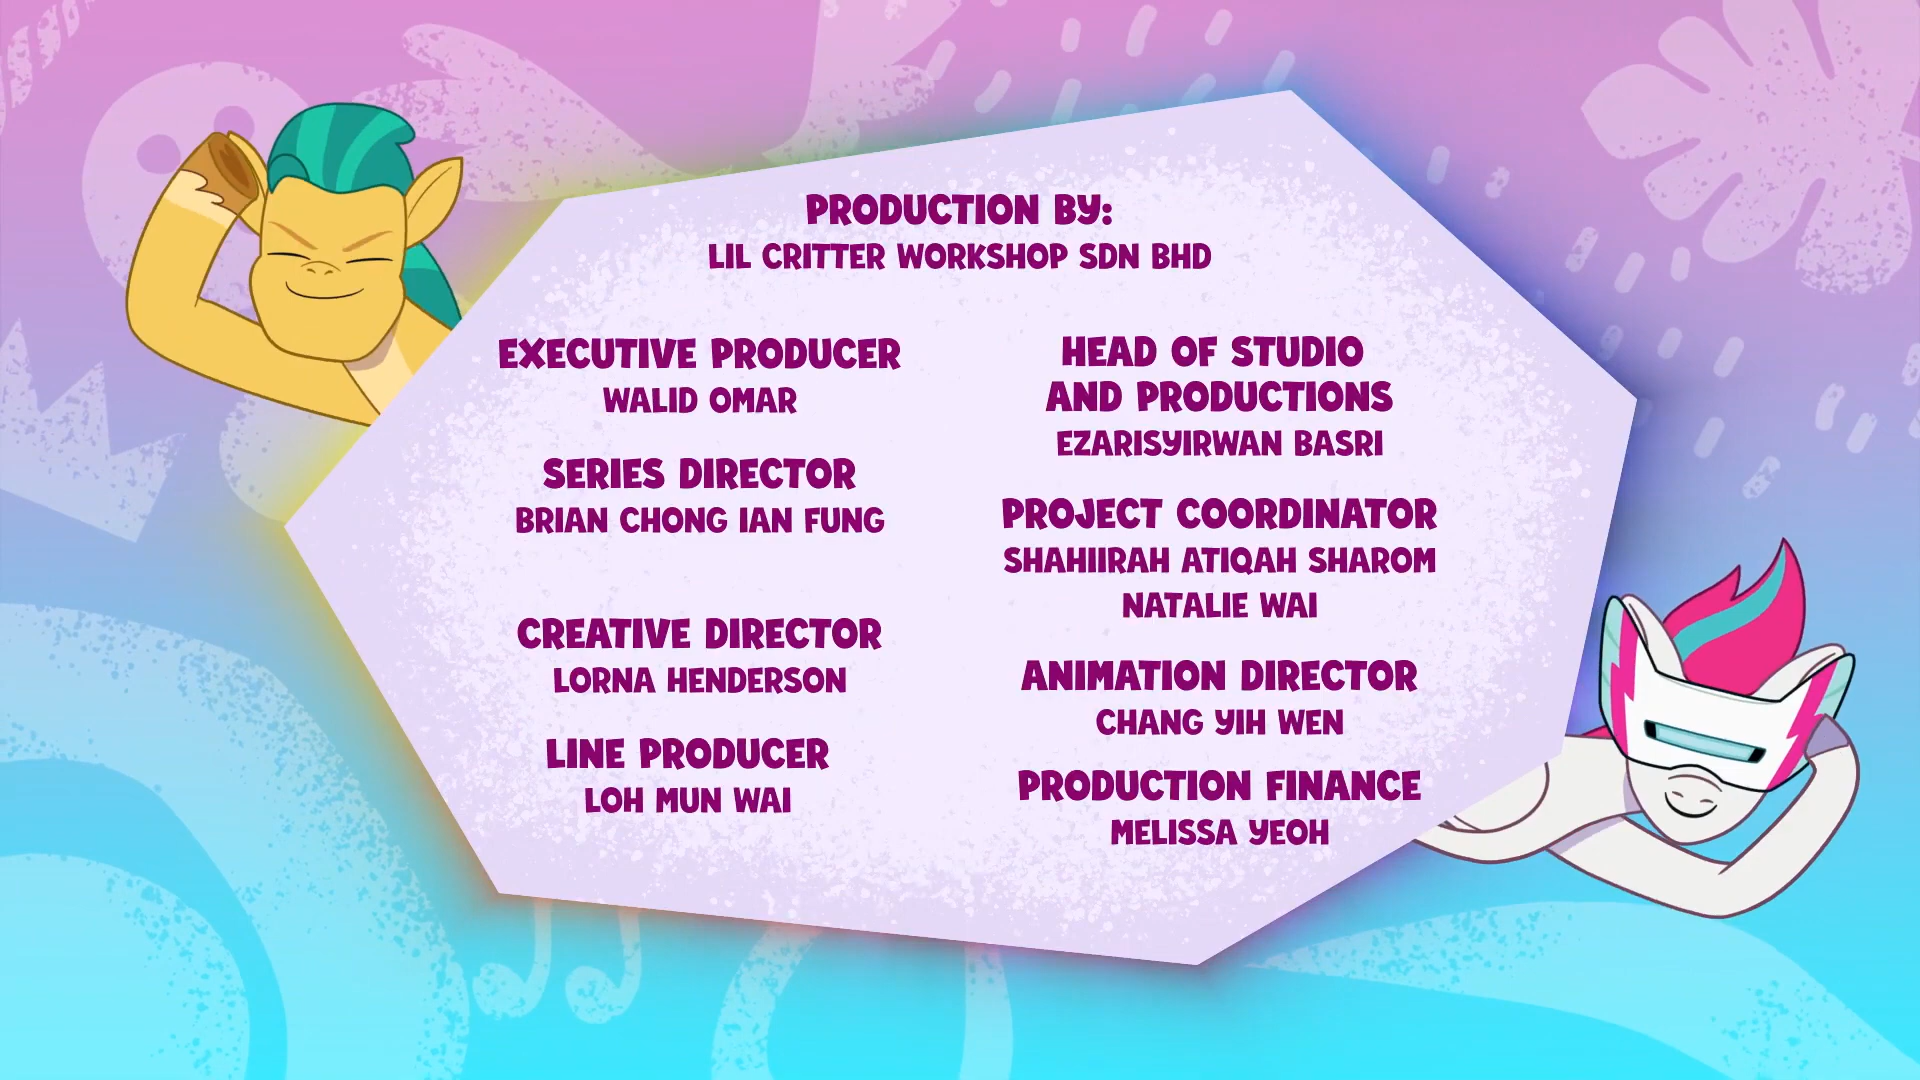 PRODUCTION BY:
LIL CRITTER WORKSHOP SDN BHD
EXECUTIVE PRODUCER
WALID OMAR
SERIES DIRECTOR
BRIAN CHONG IAN FUNG
CREATIVE DIRECTOR
LORNA HENDERSON
LINE PRODUCER
LOH MUN WAI
HEAD OF STUDIO
AND PRODUCTIONS
EZARISYIRWAN BASRI
PROJECT COORDINATOR
SHAHIIRAH ATIQAH SHAROM
NATALIE WAI
ANIMATION DIRECTOR
CHANG YIH WEN
PRODUCTION FINANCE
MELISSA YEOH